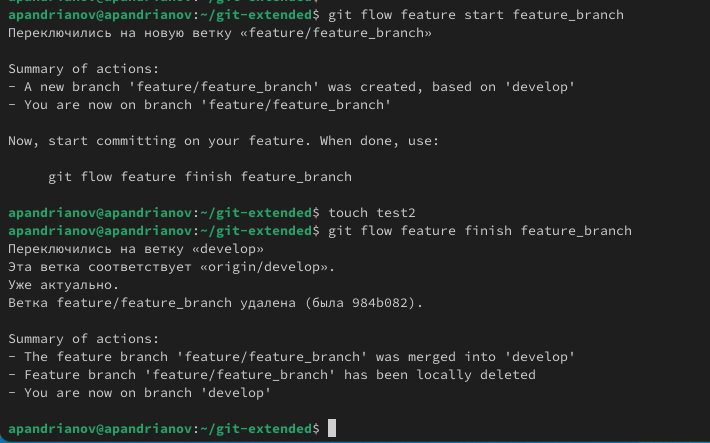 apandrianov@apandrianov:~/git-extended$ git flow feature start feature_branch
Переключились на новую ветку «feature/feature_branch»
Summary of actions:
- A new branch 'feature/feature_branch' was created, based on 'develop'
- You are now on branch 'feature/feature_branch'
Now, start committing on your feature. When done, use:
git flow feature finish feature_branch
apandrianov@apandrianov:~/git-extended$ touch test2
apandrianov@apandrianov:~/git-extended$ git flow feature finish feature_branch
Переключились на ветку «develop»
Эта ветка соответствует «origin/develop».
Уже актуально.
Ветка feature/feature_branch удалена (была 984b082).
Summary of actions:
- The feature branch 'feature/feature_branch' was merged into 'develop'
- Feature branch 'feature/feature_branch' has been locally deleted
- You are now on branch 'develop'
apandrianov@apandrianov:~/git-extended$